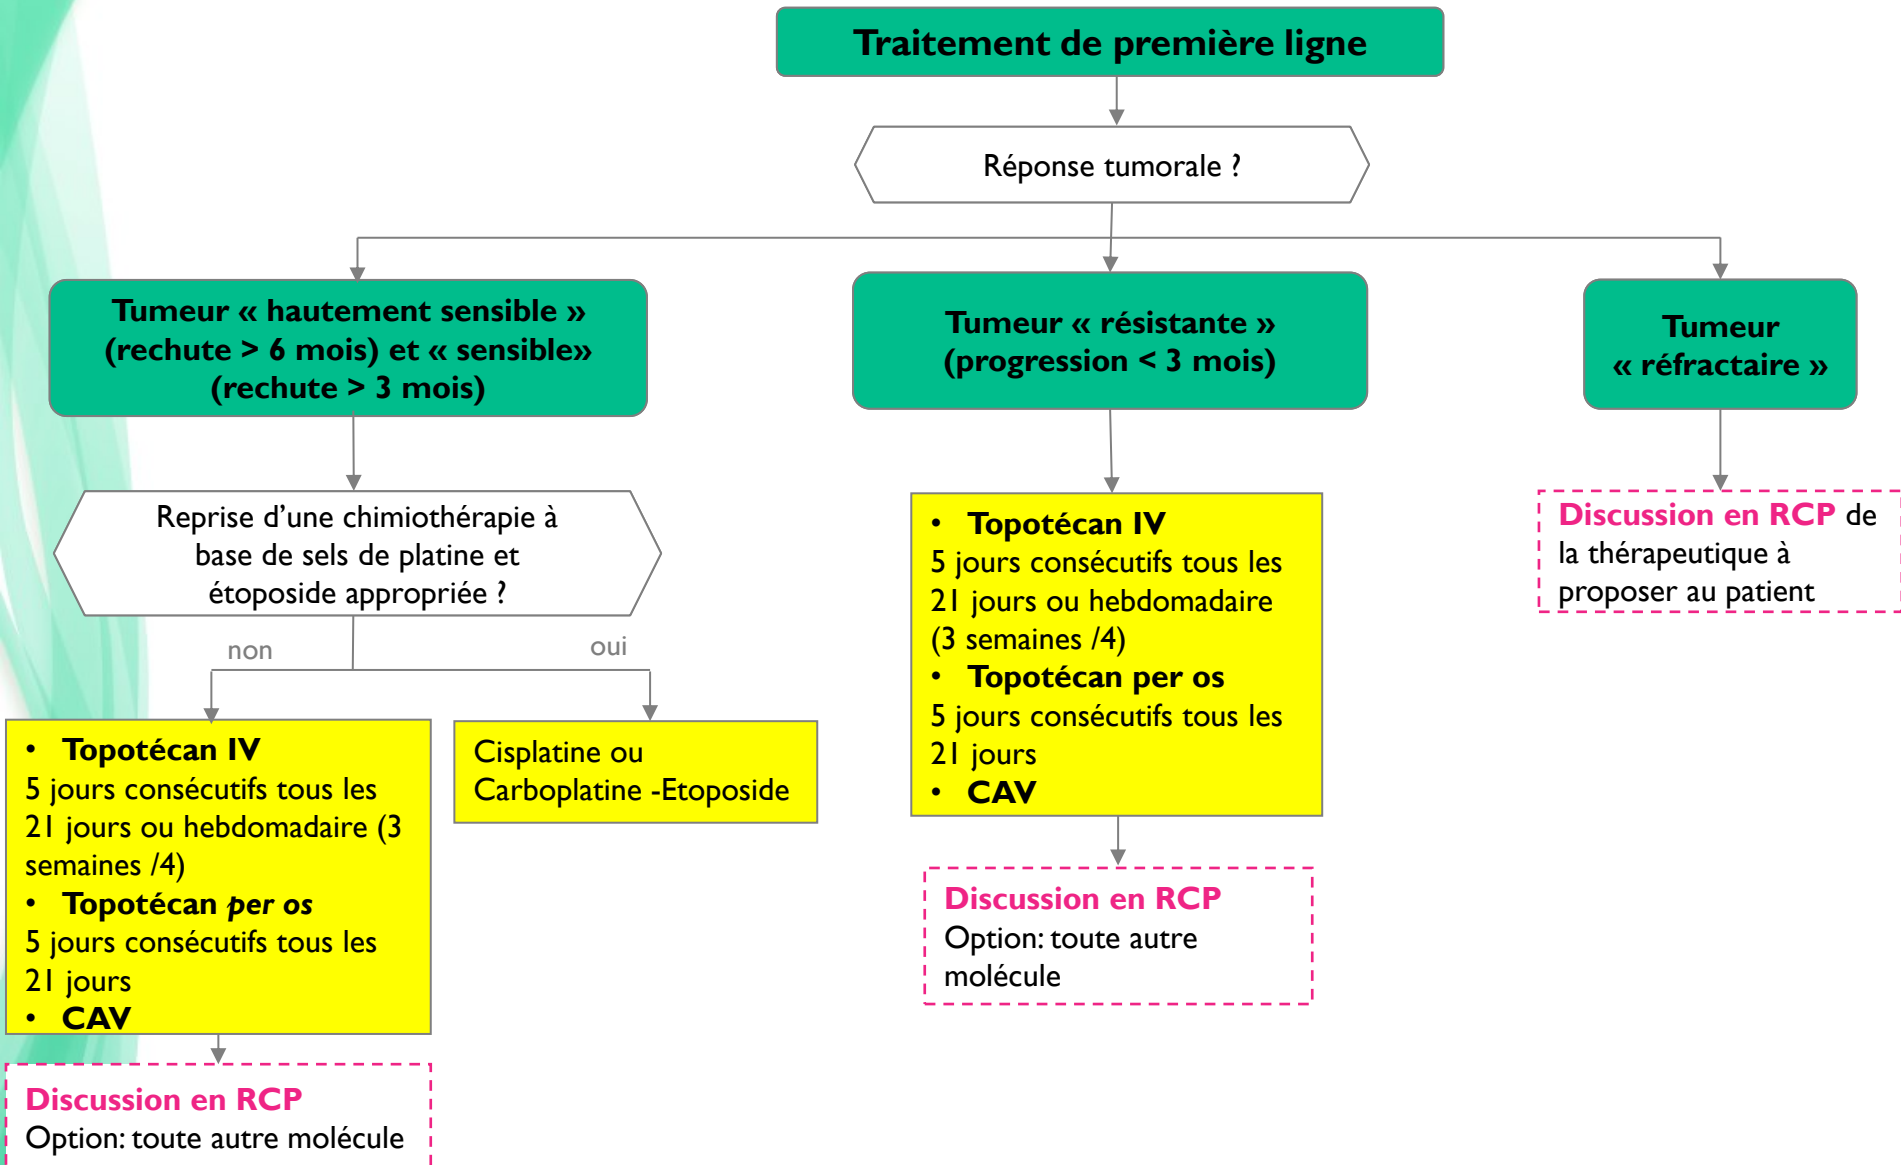 Traitement de première ligne
Réponse tumorale ?
Tumeur « hautement sensible »
(rechute > 6 mois) et « sensible»
(rechute > 3 mois)
Tumeur « résistante »
(progression < 3 mois)
Tumeur
« réfractaire »
Reprise d’une chimiothérapie à
base de sels de platine et
étoposide appropriée ?
non
oui
• Topotécan IV
5 jours consécutifs tous les
21 jours ou hebdomadaire (3
semaines /4)
• Topotécan per os
5 jours consécutifs tous les
21 jours
• CAV
Discussion en RCP
Option: toute autre molécule
Cisplatine ou
Carboplatine -Etoposide
• Topotécan IV
5 jours consécutifs tous les
21 jours ou hebdomadaire
(3 semaines /4)
• Topotécan per os
5 jours consécutifs tous les
21 jours
• CAV
Discussion en RCP
Option: toute autre
molécule
Discussion en RCP de
la thérapeutique à
proposer au patient